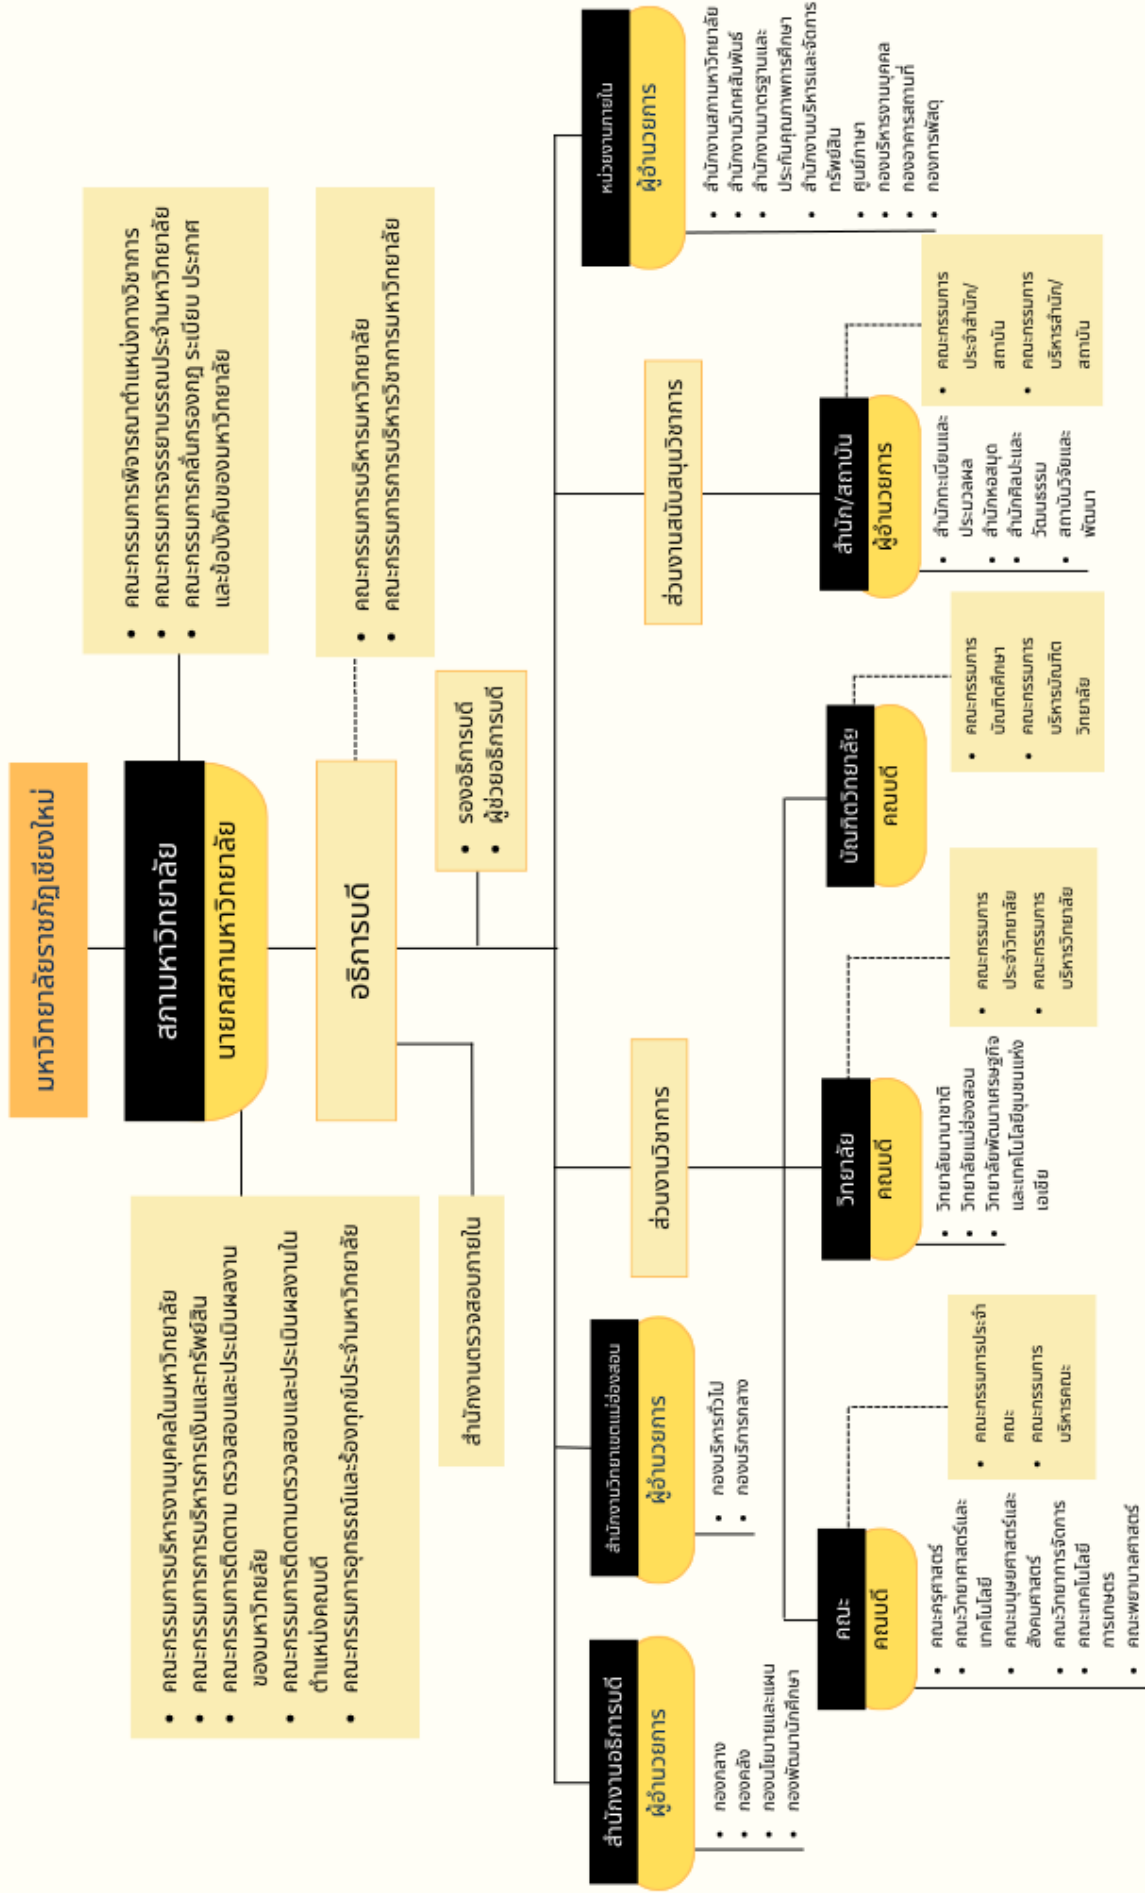 มหาวิทยาลัยราชภัฏเชียงใหม่
สภามหาวิทยาลัย
นายกสภามหาวิทยาลัย
• คณะกรรมการบริหารงานบุคคลในมหาวิทยาลัย
• คณะกรรมการการบริหารการเงินและทรัพย์สิน
• คณะกรรมการติดตาม ตรวจสอบและประเมินผลงาน
ของมหาวิทยลัย
• คณะกรรมการติดตามตรวจสอบและประเมินผลงานใน
ตำแหน่งคณบดี
• คณะกรรมการอุทธรณ์และร้องทุกข์ประจำมหาวิทยาลัย
• คณะกรรมการพิจารณาตำแหน่งทางวิชาการ
• คณะกรรมการจรรยาบรรณประจำมหาวิทยาลัย
• คณะกรรมการกลั่นกรองกฎ ระเบียบ ประกาศ
และข้อบังคับของมหาวิทยาลัย
อธิการบดี
• คณะกรรมการบริหารมหาวิทยาลัย
• คณะกรรมการการบริหารวิชาการมหาวิทยาลัย
สำนักงานตรวจสอบภายใน
• รองอธิการบดี
• ผู้ช่วยอธิการบดี
สำนักงานอธิการบดี
ผู้อำนวยการ
• กองกลาง
• กองคลัง
• กองนโยบายและแผน
• กองพัฒนานักศึกษา
สำนักงานวิทยาเขตแม่ฮ่องสอน
ผู้อำนวยการ
• กองบริหารทั่วไป
• กองบริการกลาง
ส่วนงานวิชาการ
ส่วนงานสนับสนุนวิชาการ
หน่วยงานภายใน
ผู้อำนวยการ
• สำนักงานสภามหาวิทยาลัย
• สำนักงานวิเทศสัมพันธ์
• สำนักงานมาตรฐานและ
ประกันคุณภาพการศึกษา
• สำนักงานบริหารและจัดการ
ทรัพย์สิน
• ศูนย์ภาษา
• กองบริหารงานบุคคล
• กองอาคารสถานที่
• กองการพัสดุ
คณะ
คณบดี
• คณะครุศาสตร์
• คณะวิทยาศาสตร์และ
เทคโนโลยี
• คณะมนุษยศาสตร์และ
สังคมศาสตร์
• คณะวิทยาการจัดการ
• คณะเทคโนโลยี
การเกษตร
• คณะพยาบาลศาสตร์
• คณะกรรมการประจำ
คณะ
• คณะกรรมการ
บริหารคณะ
วิทยาลัย
คณบดี
• วิทยาลัยนานาชาติ
• วิทยาลัยแม่ฮ่องสอน
• วิทยาลัยพัฒนาเศรษฐกิจ
และเทคโนโลยีชุมชนแห่ง
เอเชีย
• คณะกรรมการ
ประจำวิทยาลัย
• คณะกรรมการ
บริหารวิทยาลัย
บัณฑิตวิทยาลัย
คณบดี
• คณะกรรมการ
บัณฑิตศึกษา
• คณะกรรมการ
บริหารบัณฑิต
วิทยาลัย
สำนัก/สถาบัน
ผู้อำนวยการ
• สำนักทะเบียนและ
ประมวลผล
• สำนักหอสมุด
• สำนักศิลปะและ
วัฒนธรรม
• สถาบันวิจัยและ
พัฒนา
• คณะกรรมการ
ประจำสำนัก/
สถาบัน
• คณะกรรมการ
บริหารสำนัก/
สถาบัน